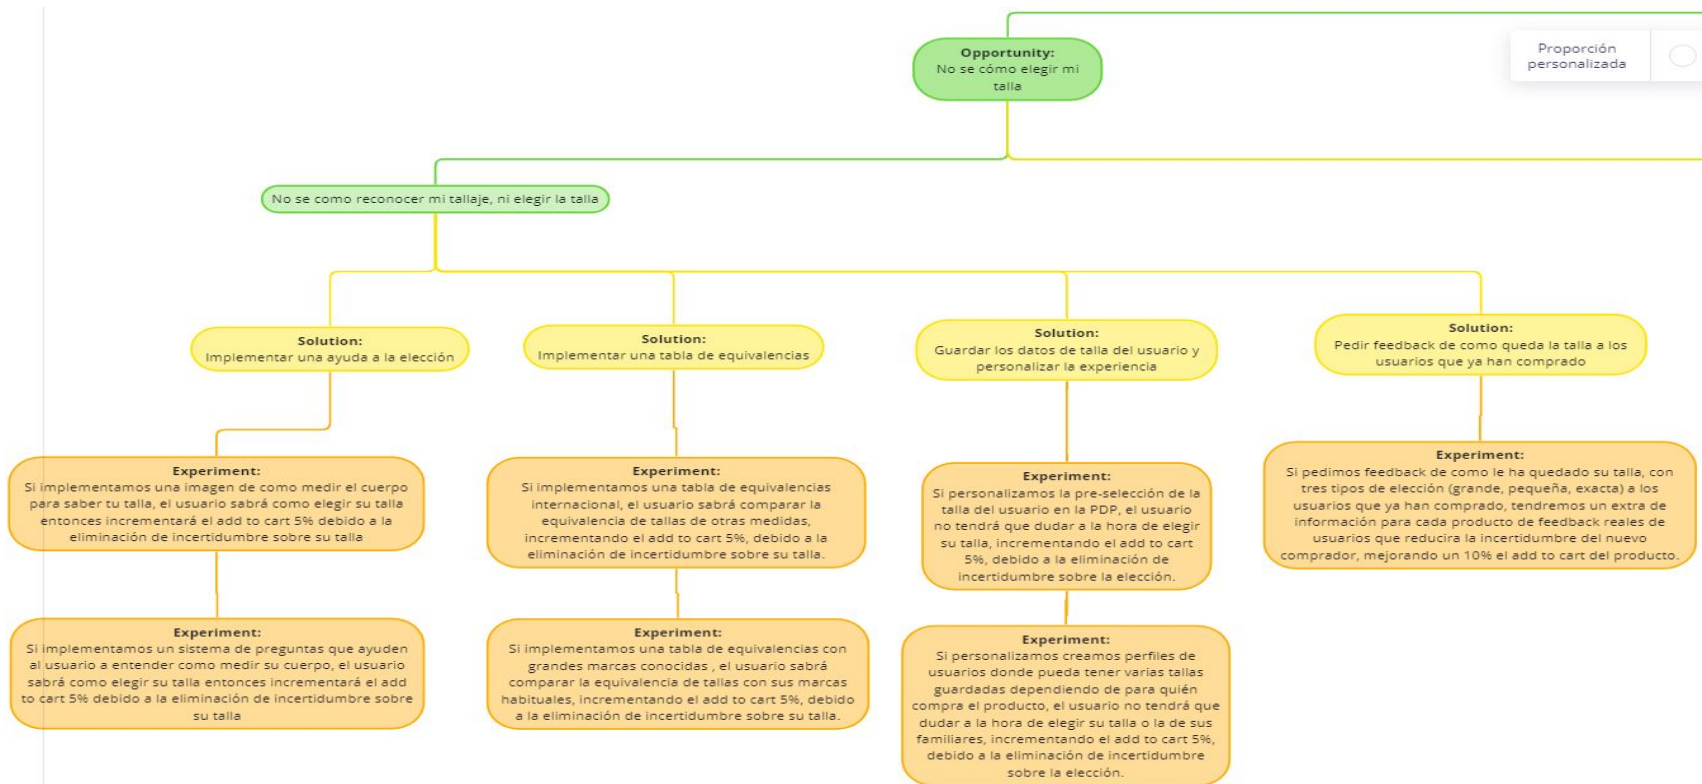 Opportunity:
No se cómo elegir mi
talla
Proporción
personalizada
No se como reconocer mi tallaje, ni elegir la talla
Solution:
Implementar una ayuda a la elección
Solution:
Implementar una tabla de equivalencias
Solution:
Guardar los datos de talla del usuario y
personalizar la experiencia
Solution:
Pedir feedback de como queda la talla a los
usuarios que ya han comprado
Experiment:
Si implementamos una imagen de como medir el cuerpo
para saber tu talla, el usuario sabrá como elegir su talla
entonces incrementará el add to cart 5% debido a la
eliminación de incertidumbre sobre su talla
Experiment:
Si implementamos una tabla de equivalencias
internacional, el usuario sabrá comparar la
equivalencia de tallas de otras medidas,
incrementando el add to cart 5%, debido a la
eliminación de incertidumbre sobre su talla.
Experiment:
Si personalizamos la pre-selección de la
talla del usuario en la PDP, el usuario
no tendrá que dudar a la hora de elegir
su talla, incrementando el add to cart
5%, debido a la eliminación de
incertidumbre sobre la elección.
Experiment:
Si pedimos feedback de como le ha quedado su talla, con
tres tipos de elección (grande, pequeña, exacta) a los
usuarios que ya han comprado, tendremos un extra de
información para cada producto de feedback reales de
usuarios que reducira la incertidumbre del nuevo
comprador, mejorando un 10% el add to cart del producto.
Experiment:
Si implementamos un sistema de preguntas que ayuden
al usuario a entender como medir su cuerpo, el usuario
sabrá como elegir su talla entonces incrementará el add
to cart 5% debido a la eliminación de incertidumbre sobre
su talla
Experiment:
Si implementamos una tabla de equivalencias con
grandes marcas conocidas , el usuario sabrá
comparar la equivalencia de tallas con sus marcas
habituales, incrementando el add to cart 5%, debido
a la eliminación de incertidumbre sobre su talla.
Experiment:
Si personalizamos creamos perfiles de
usuarios donde pueda tener varias tallas
guardadas dependiendo de para quién
compra el producto, el usuario no tendrá que
dudar a la hora de elegir su talla o la de sus
familiares, incrementando el add to cart 5%,
debido a la eliminación de incertidumbre
sobre la elección.